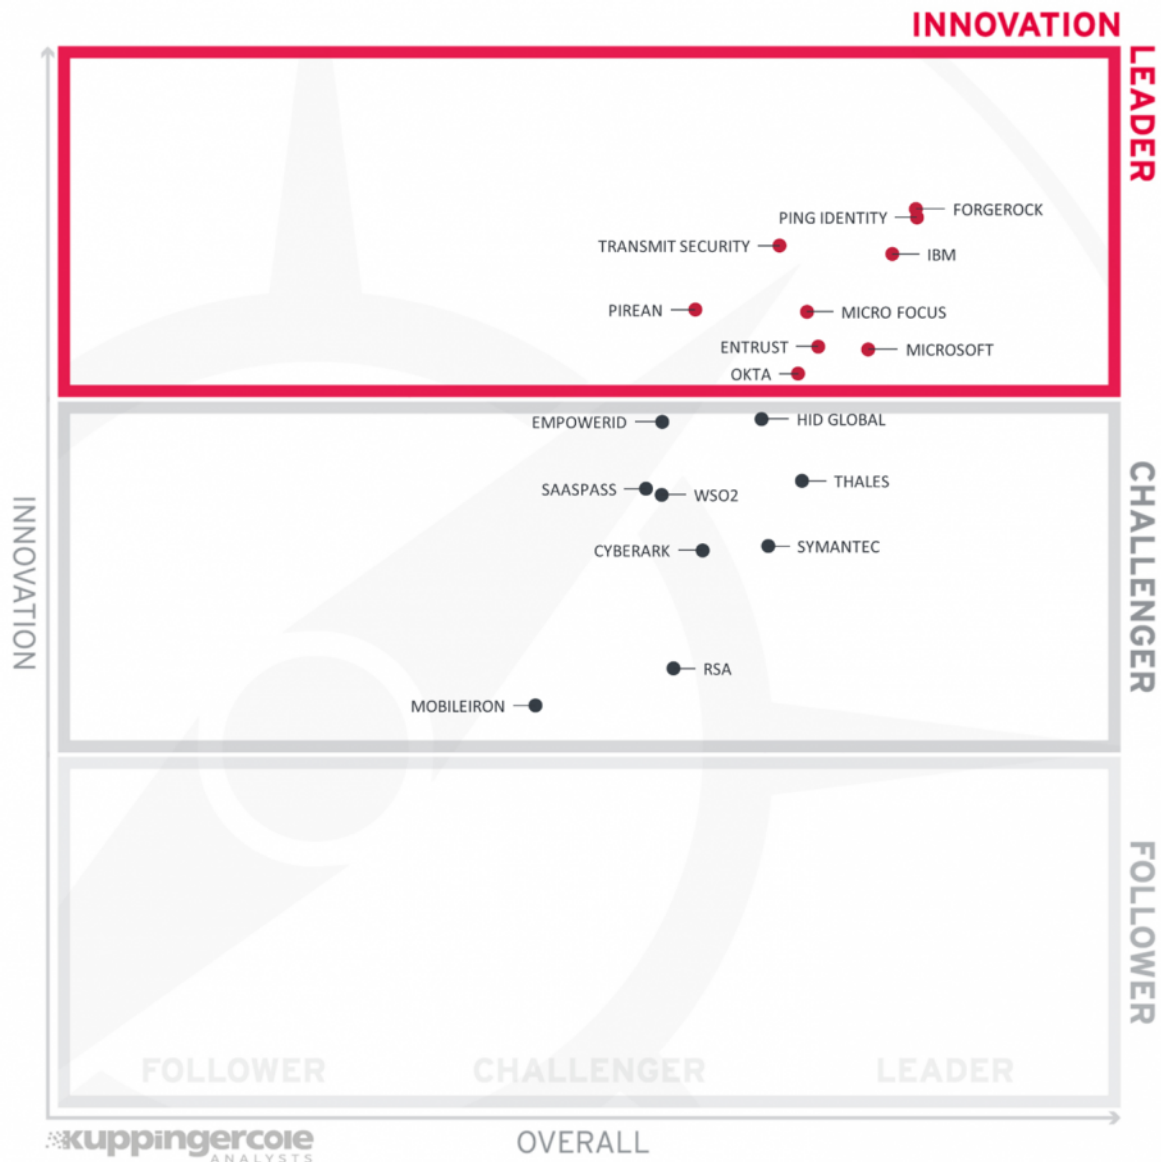 INNOVATION
LEADER
FORGEROCK
PING IDENTITY
TRANSMIT SECURITY
IBM
PIREAN
MICRO FOCUS
ENTRUST
MICROSOFT
OKTA
EMPOWERID
HID GLOBAL
SAASPASS
WSO2
THALES
CYBERARK
SYMANTEC
RSA
MOBILEIRON
CHALLENGER
INNOVATION
FOLLOWER
FOLLOWER CHALLENGER LEADER
kuppingercole
ANALYSTS
OVERALL